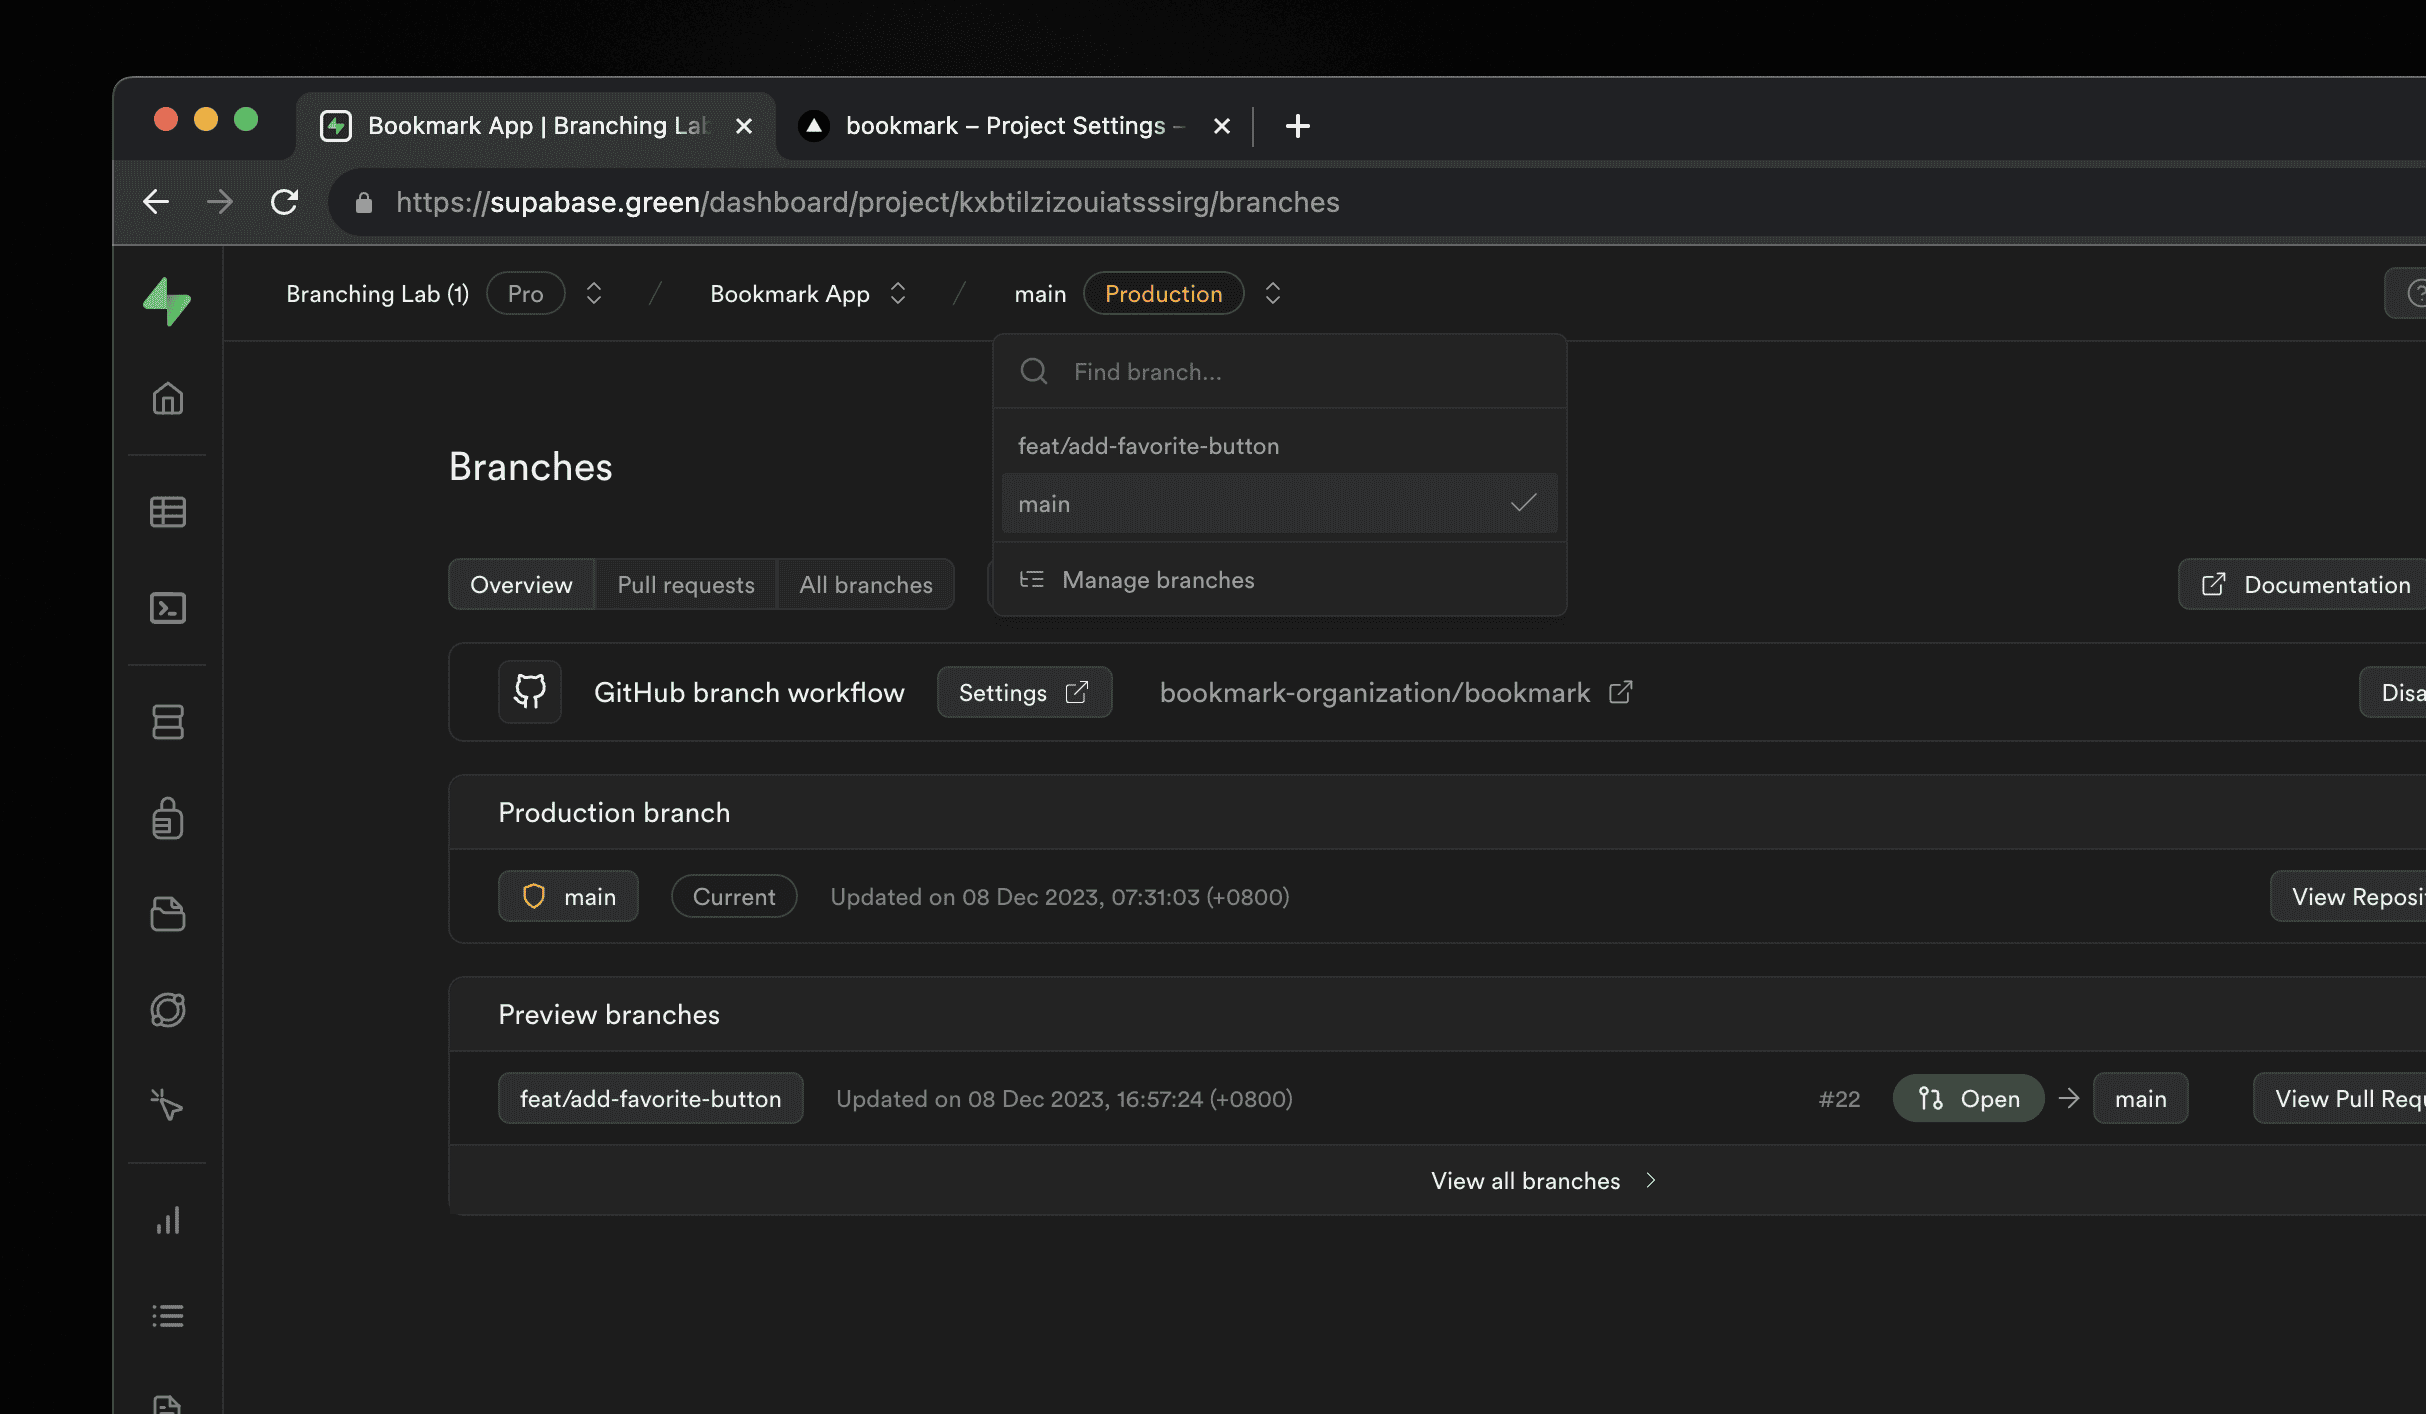 Bookmark App | Branching Lab
bookmark – Project Settings –
https://supabase.green/dashboard/project/kxbtilzizouiatsssirg/branches
Branching Lab (1) Pro / Bookmark App / main Production
Find branch...
feat/add-favorite-button
main
Manage branches
Branches
Overview Pull requests All branches
Documentation
GitHub branch workflow Settings bookmark-organization/bookmark Disa
Production branch
main Current Updated on 08 Dec 2023, 07:31:03 (+0800) View Reposi
Preview branches
feat/add-favorite-button Updated on 08 Dec 2023, 16:57:24 (+0800) #22 Open → main View Pull Requ
View all branches